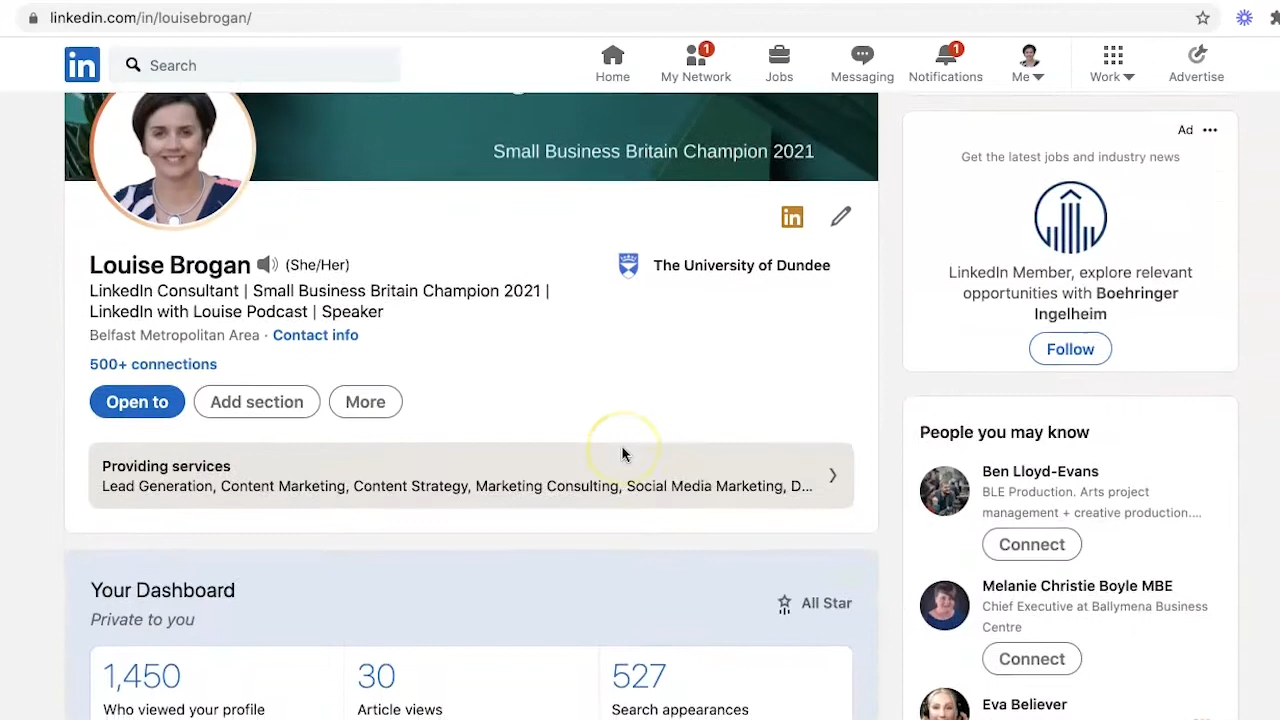 linkedin.com/in/louisebrogan/
in
Search
1
1
Home
My Network
Jobs
Messaging
Notifications
Me
Work
Advertise
Small Business Britain Champion 2021
in
Louise Brogan
(She/Her)
The University of Dundee
LinkedIn Consultant | Small Business Britain Champion 2021 |
LinkedIn with Louise Podcast | Speaker
Belfast Metropolitan Area · Contact info
500+ connections
Open to
Add section
More
Providing services
Lead Generation, Content Marketing, Content Strategy, Marketing Consulting, Social Media Marketing, D...
Your Dashboard
Private to you
All Star
1,450
Who viewed your profile
30
Article views
527
Search appearances
Ad
Get the latest jobs and industry news
LinkedIn Member, explore relevant
opportunities with Boehringer
Ingelheim
Follow
People you may know
Ben Lloyd-Evans
BLE Production. Arts project
management + creative production....
Connect
Melanie Christie Boyle MBE
Chief Executive at Ballymena Business
Centre
Connect
Eva Believer